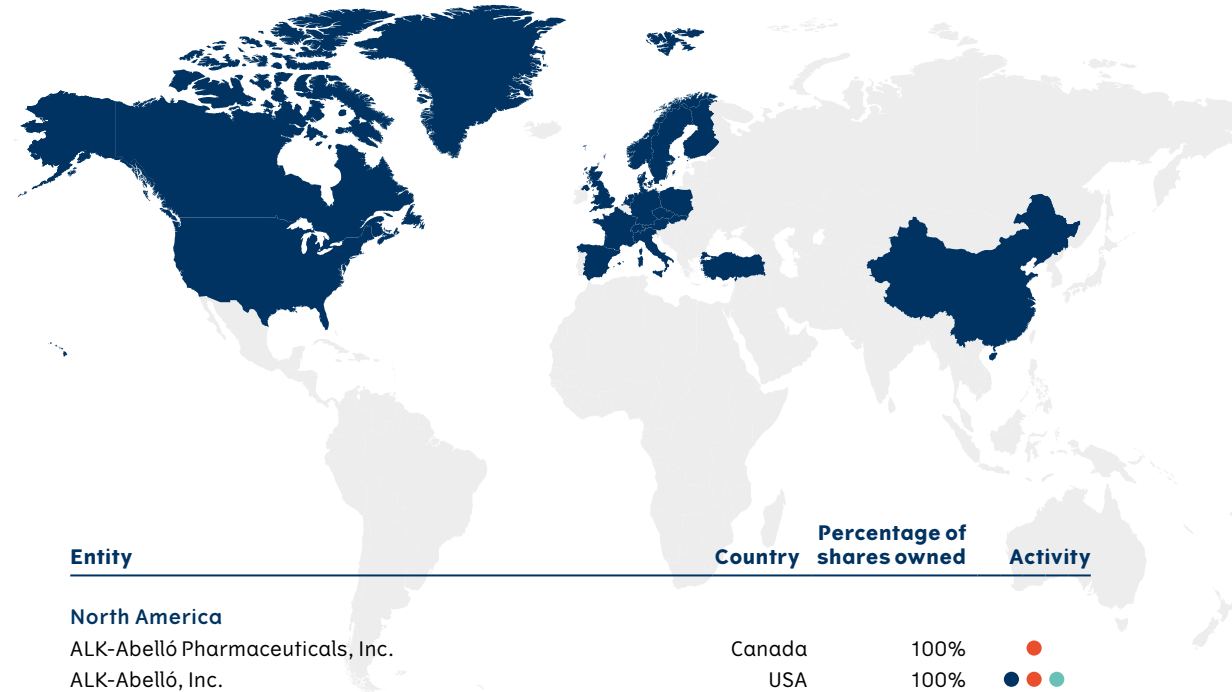 Entity Country Percentage of shares owned Activity
North America
ALK-Abelló Pharmaceuticals, Inc. Canada 100%
ALK-Abelló, Inc. USA 100%